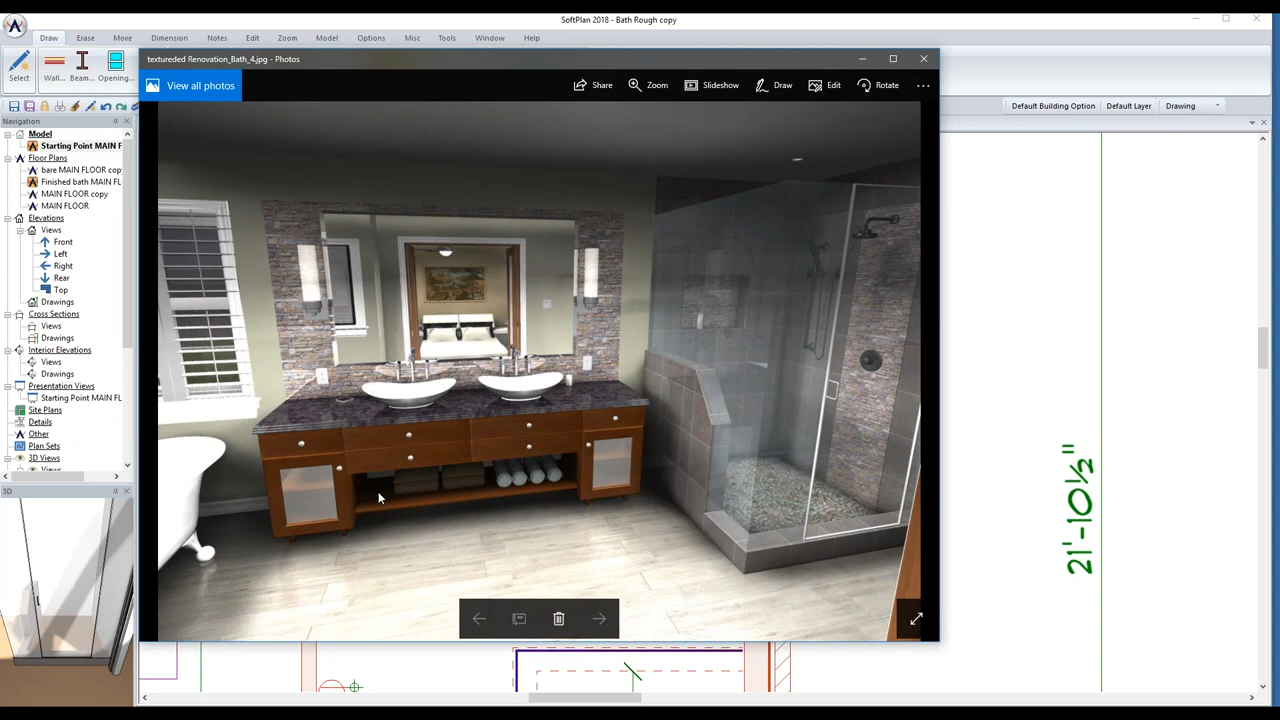 SoftPlan 2018 - Bath Rough copy
Draw Erase Move Dimension Notes Edit Zoom Model Options Misc Tools Window Help
Select Wall... Beam... Opening...
textureded Renovation_Bath_4.jpg - Photos
View all photos Share Zoom Slideshow Draw Edit Rotate
Default Building Option Default Layer Drawing
Navigation
Model
Starting Point MAIN F
Floor Plans
bare MAIN FLOOR cop
Finished bath MAIN FL
MAIN FLOOR copy
MAIN FLOOR
Elevations
Views
Front
Left
Right
Rear
Top
Drawings
Cross Sections
Views
Drawings
Interior Elevations
Views
Drawings
Presentation Views
Starting Point MAIN FL
Site Plans
Details
Other
Plan Sets
3D Views
Views
3D
21'-10½"